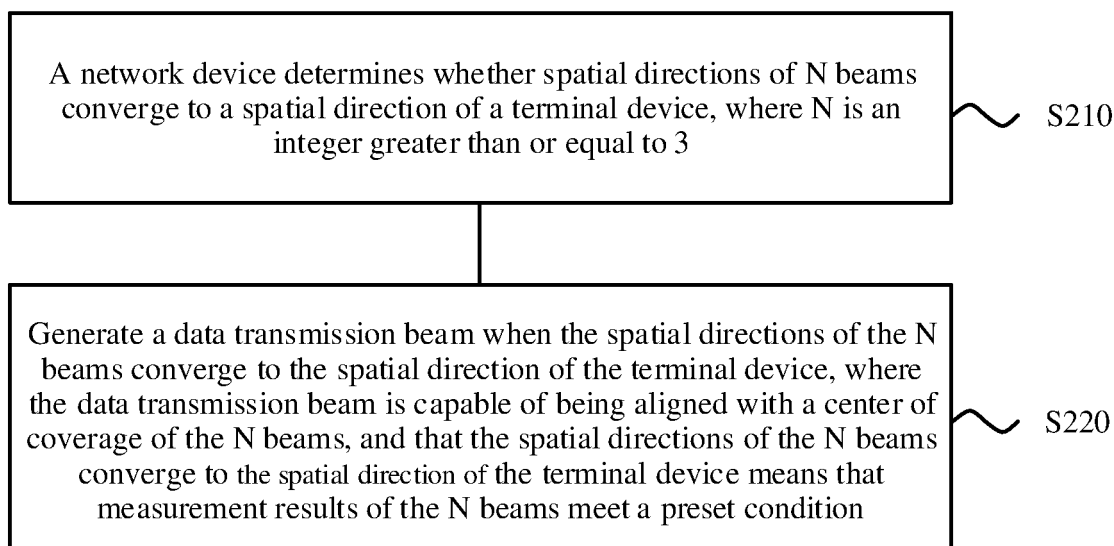 A network device determines whether spatial directions of N beams
converge to a spatial direction of a terminal device, where N is an
integer greater than or equal to 3
S210
Generate a data transmission beam when the spatial directions of the N
beams converge to the spatial direction of the terminal device, where
the data transmission beam is capable of being aligned with a center of
coverage of the N beams, and that the spatial directions of the N beams
converge to the spatial direction of the terminal device means that
measurement results of the N beams meet a preset condition
S220